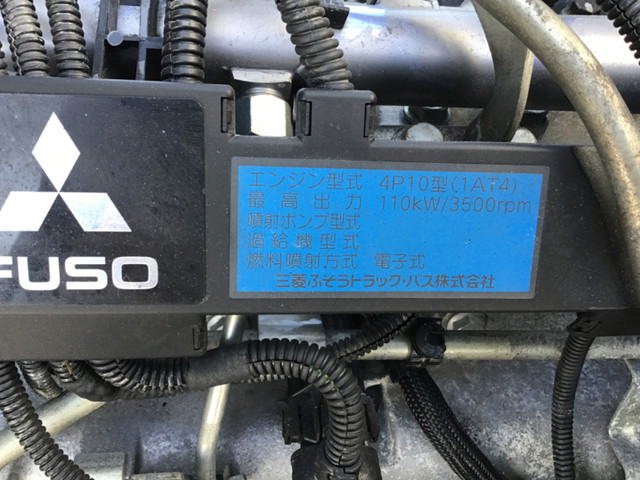 FUSO
エンジン型式 4P10型(1AT4)
最高出力 110kW/3500rpm
噴射ポンプ型式
過給機型式
燃料噴射方式 電子式
三菱ふそうトラック・バス株式会社